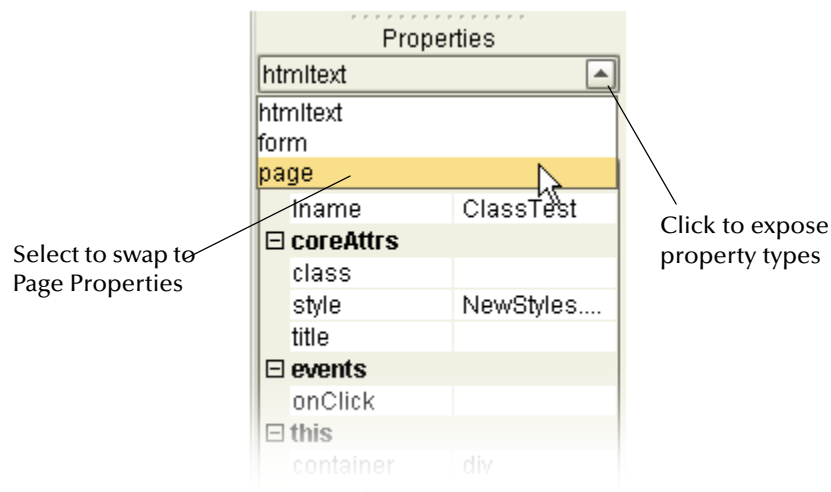 Properties
htmltext
htmltext
form
page
name ClassTest
coreAttrs
class
style NewStyles....
title
events
onClick
this
container div
Select to swap to
Page Properties
Click to expose
property types